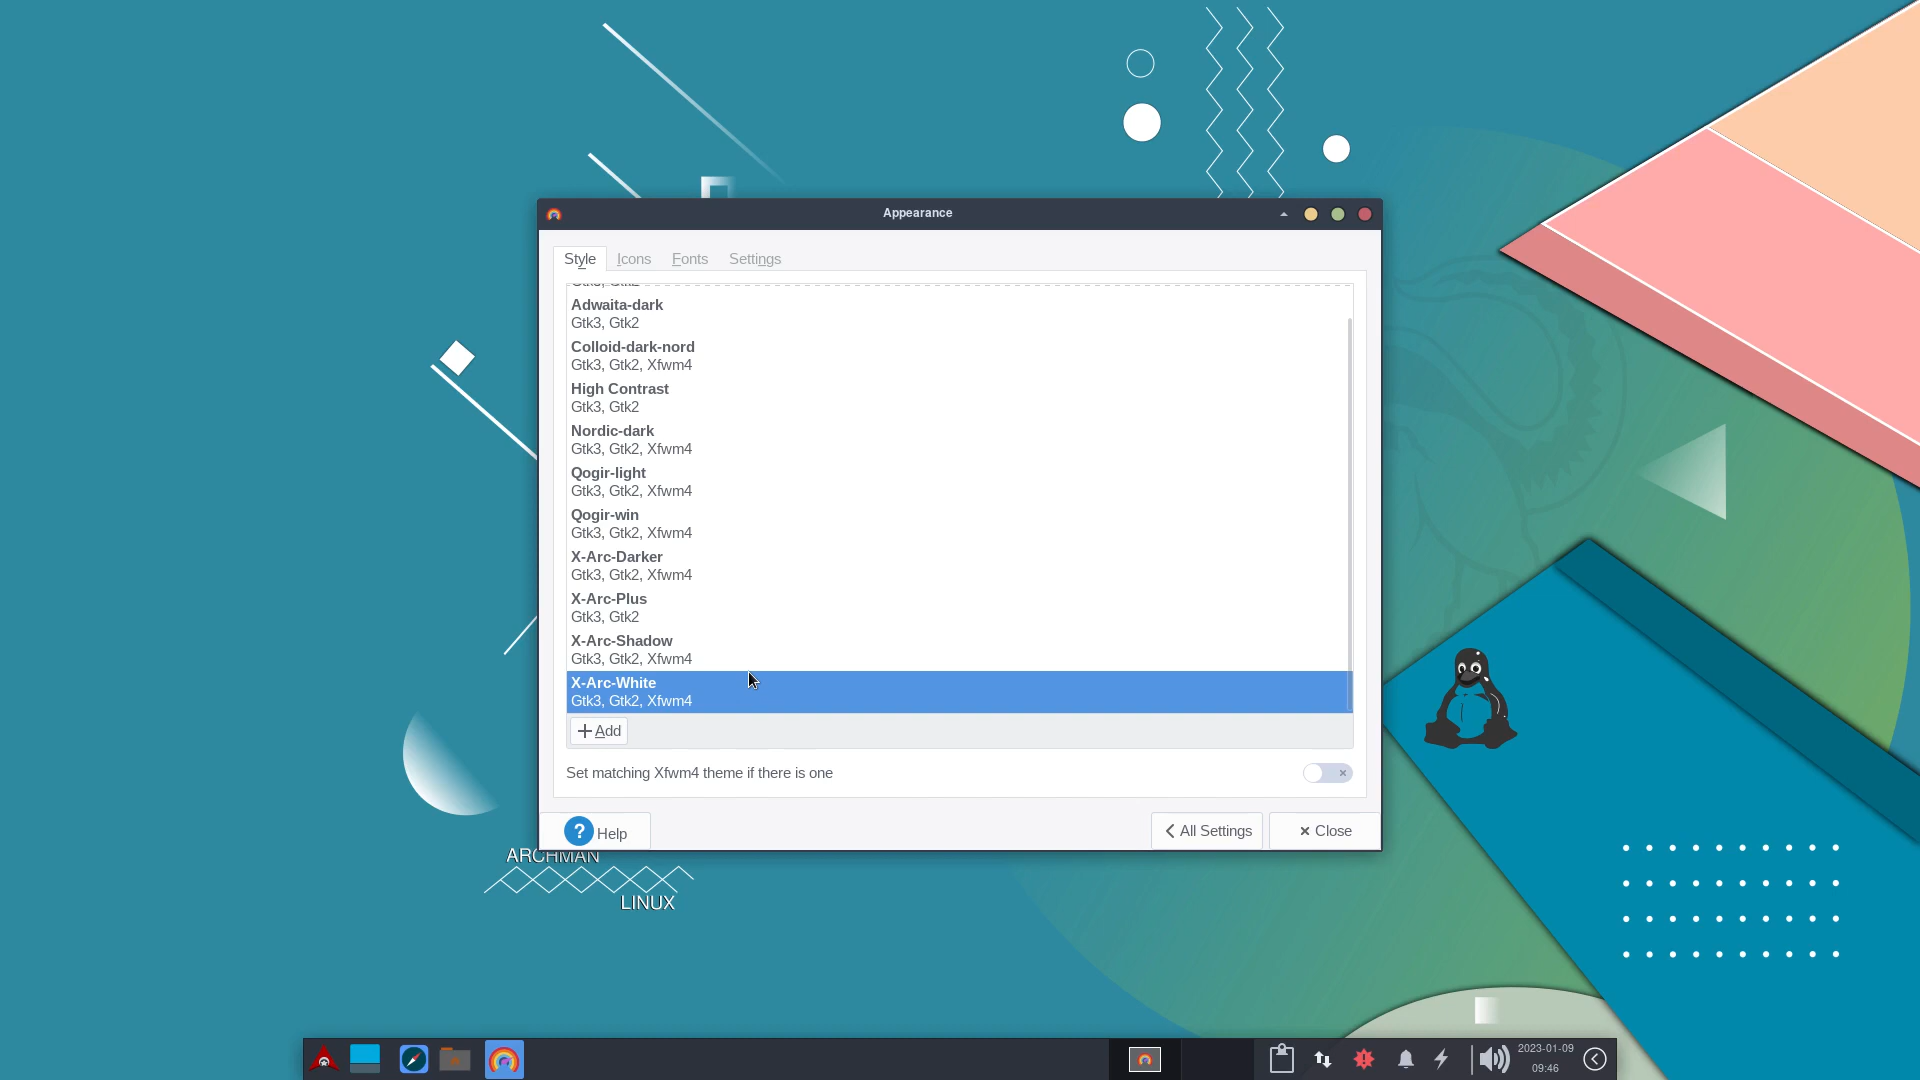 Appearance
Style
Icons
Fonts
Settings
Gtk3, Gtk2
Adwaita-dark
Gtk3, Gtk2
Colloid-dark-nord
Gtk3, Gtk2, Xfwm4
High Contrast
Gtk3, Gtk2
Nordic-dark
Gtk3, Gtk2, Xfwm4
Qogir-light
Gtk3, Gtk2, Xfwm4
Qogir-win
Gtk3, Gtk2, Xfwm4
X-Arc-Darker
Gtk3, Gtk2, Xfwm4
X-Arc-Plus
Gtk3, Gtk2
X-Arc-Shadow
Gtk3, Gtk2, Xfwm4
X-Arc-White
Gtk3, Gtk2, Xfwm4
Add
Set matching Xfwm4 theme if there is one
? Help
All Settings
Close
ARCHMAN
LINUX
2023-01-09
09:46